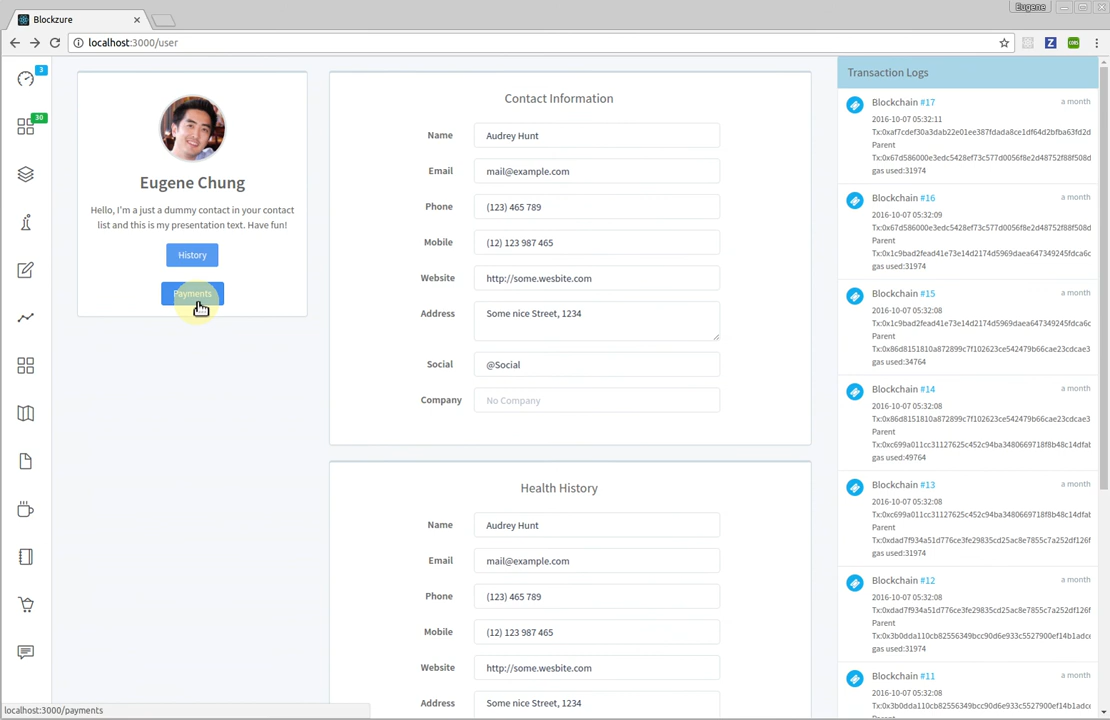 Eugene
Blockzure
localhost:3000/user
3
30
Eugene Chung
Hello, I'm a just a dummy contact in your contact
list and this is my presentation text. Have fun!
History
Payments
Contact Information
Name Audrey Hunt
Email mail@example.com
Phone (123) 465 789
Mobile (12) 123 987 465
Website http://some.wesbite.com
Address Some nice Street, 1234
Social @Social
Company No Company
Health History
Name Audrey Hunt
Email mail@example.com
Phone (123) 465 789
Mobile (12) 123 987 465
Website http://some.wesbite.com
Address Some nice Street, 1234
Transaction Logs
Blockchain #17 a month
2016-10-07 05:32:11
Tx:0xaf7cdef30a3dab22e01ee387fdada8ce1df64d2bfba63fd2d
Parent
Tx:0x67d586000e3edc5428ef73c577d0056f8e2d48752f88f508d
gas used:31974
Blockchain #16 a month
2016-10-07 05:32:09
Tx:0x67d586000e3edc5428ef73c577d0056f8e2d48752f88f508d
Parent
Tx:0x1c9bad2fead41e73e14d2174d5969daea647349245fdca6c
gas used:31974
Blockchain #15 a month
2016-10-07 05:32:08
Tx:0x1c9bad2fead41e73e14d2174d5969daea647349245fdca6c
Parent
Tx:0x86d8151810a872899c7f102623ce542479b66cae23cdcae3
gas used:34764
Blockchain #14 a month
2016-10-07 05:32:08
Tx:0x86d8151810a872899c7f102623ce542479b66cae23cdcae3
Parent
Tx:0xc699a011cc31127625c452c94ba3480669718f8b48c14dfab
gas used:49764
Blockchain #13 a month
2016-10-07 05:32:08
Tx:0xc699a011cc31127625c452c94ba3480669718f8b48c14dfab
Parent
Tx:0xdad7f934a51d776ce3fe29835cd25ac8e7855c7a252df126f
gas used:31974
Blockchain #12 a month
2016-10-07 05:32:08
Tx:0xdad7f934a51d776ce3fe29835cd25ac8e7855c7a252df126f
Parent
Tx:0x3b0dda110cb82556349bcc90d6e933c5527900ef14b1adce
gas used:31974
Blockchain #11 a month
2016-10-07 05:32:08
Tx:0x3b0dda110cb82556349bcc90d6e933c5527900ef14b1adce
localhost:3000/payments